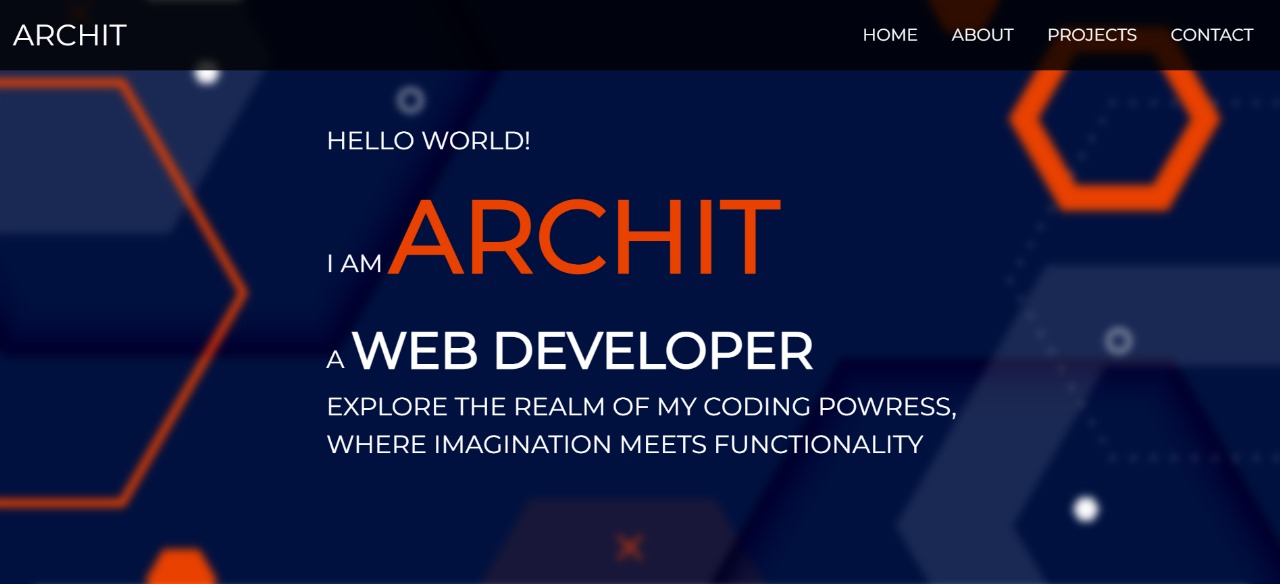 ARCHIT
HOME ABOUT PROJECTS CONTACT
HELLO WORLD!
I AM ARCHIT
A WEB DEVELOPER
EXPLORE THE REALM OF MY CODING POWRESS,
WHERE IMAGINATION MEETS FUNCTIONALITY